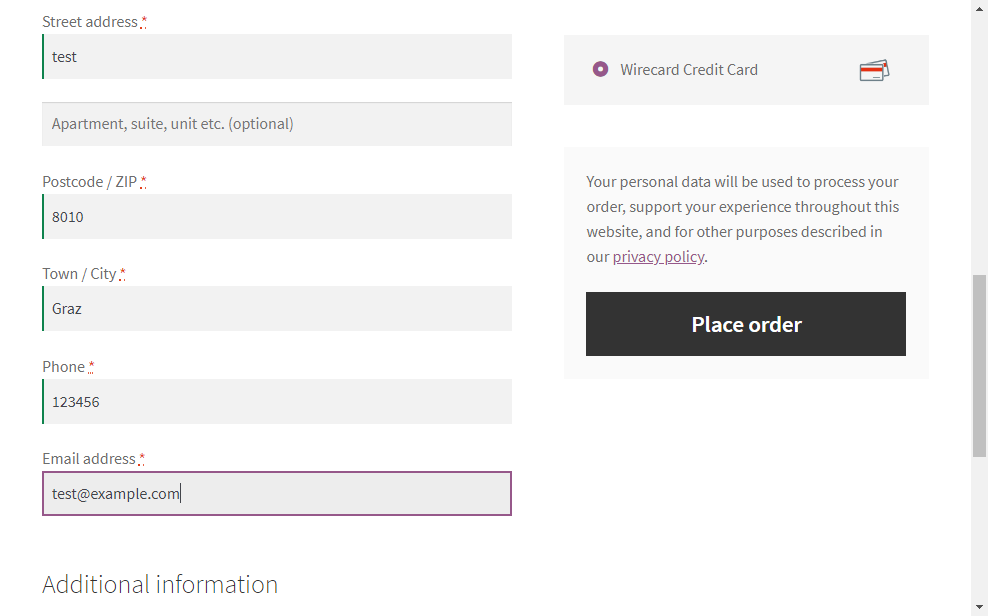 Street address *
test
Apartment, suite, unit etc. (optional)
Postcode / ZIP *
8010
Town / City *
Graz
Phone *
123456
Email address *
test@example.com
Additional information
Wirecard Credit Card
Your personal data will be used to process your
order, support your experience throughout this
website, and for other purposes described in
our privacy policy.
Place order